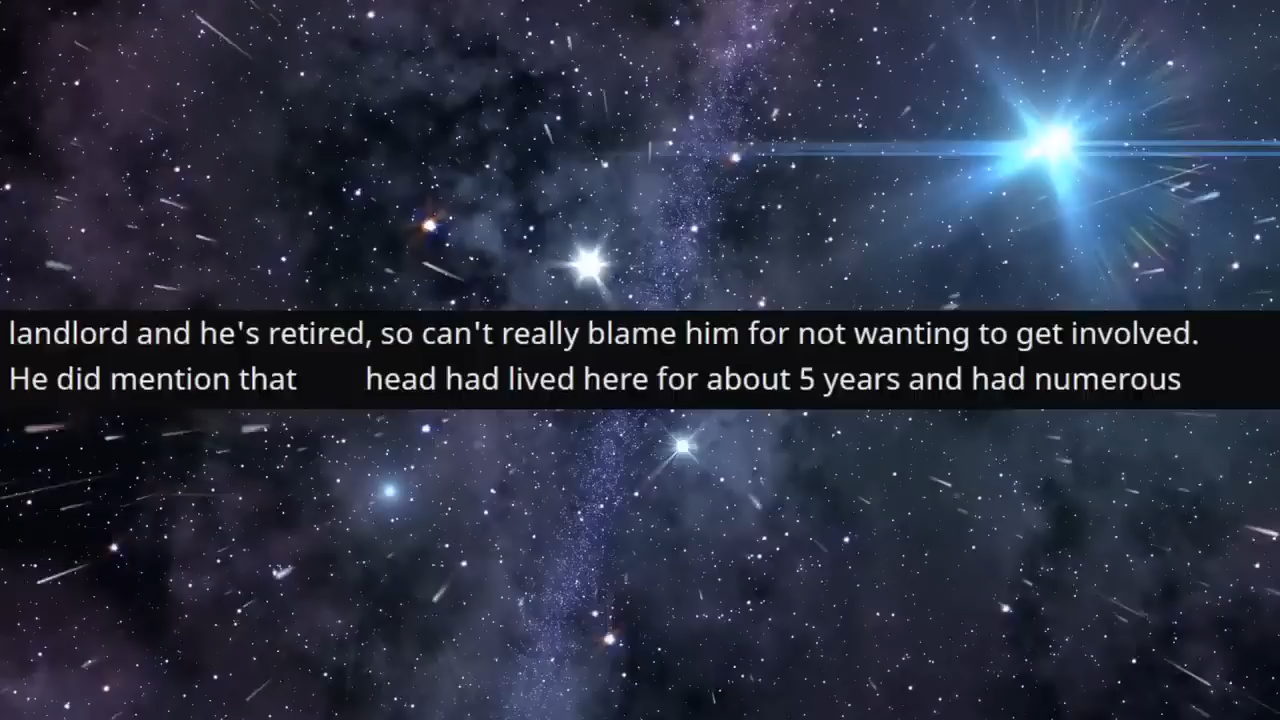 landlord and he's retired, so can't really blame him for not wanting to get involved.
He did mention that head had lived here for about 5 years and had numerous